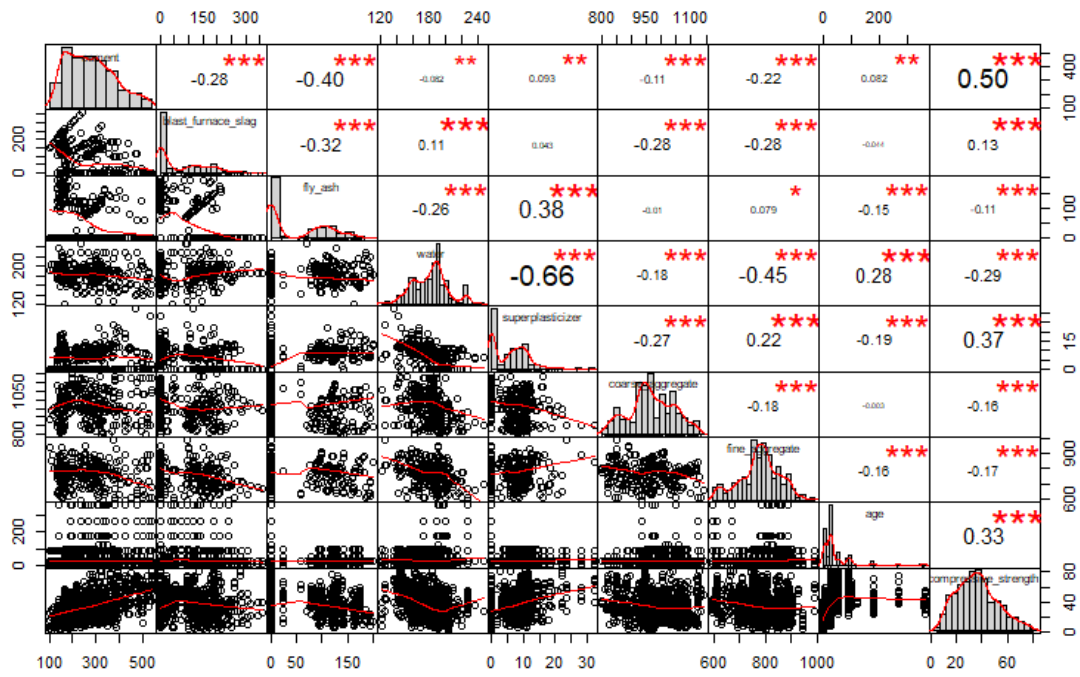 0 150 300 120 180 240 800 950 1100 0 200
cement -0.28 *** -0.40 *** -0.082 ** 0.093 ** -0.11 *** -0.22 *** 0.082 ** 0.50 *** 100 400
0 200 blast_furnace_slag -0.32 *** 0.11 *** 0.043 -0.28 *** -0.28 *** -0.044 0.13 ***
fly_ash -0.26 *** 0.38 *** -0.01 0.079 * -0.15 *** -0.11 *** 0 100
120 200 water -0.66 *** -0.18 *** -0.45 *** 0.28 *** -0.29 ***
superplasticizer -0.27 *** 0.22 *** -0.19 *** 0.37 *** 0 15
800 1050 coarse_aggregate -0.18 *** -0.003 -0.16 ***
fine_aggregate -0.16 *** -0.17 *** 600 900
0 200 age 0.33 ***
compressive_strength 0 40 80
100 300 500 0 50 150 0 10 20 30 600 800 1000 0 20 60